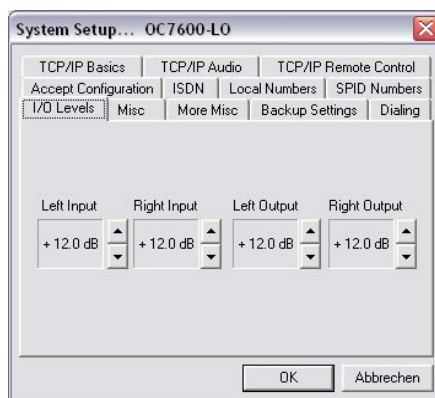 System Setup... OC7600-LO
TCP/IP Basics TCP/IP Audio TCP/IP Remote Control
Accept Configuration ISDN Local Numbers SPID Numbers
I/O Levels Misc More Misc Backup Settings Dialing
Left Input Right Input Left Output Right Output
+ 12.0 dB + 12.0 dB + 12.0 dB + 12.0 dB
OK Abbrechen